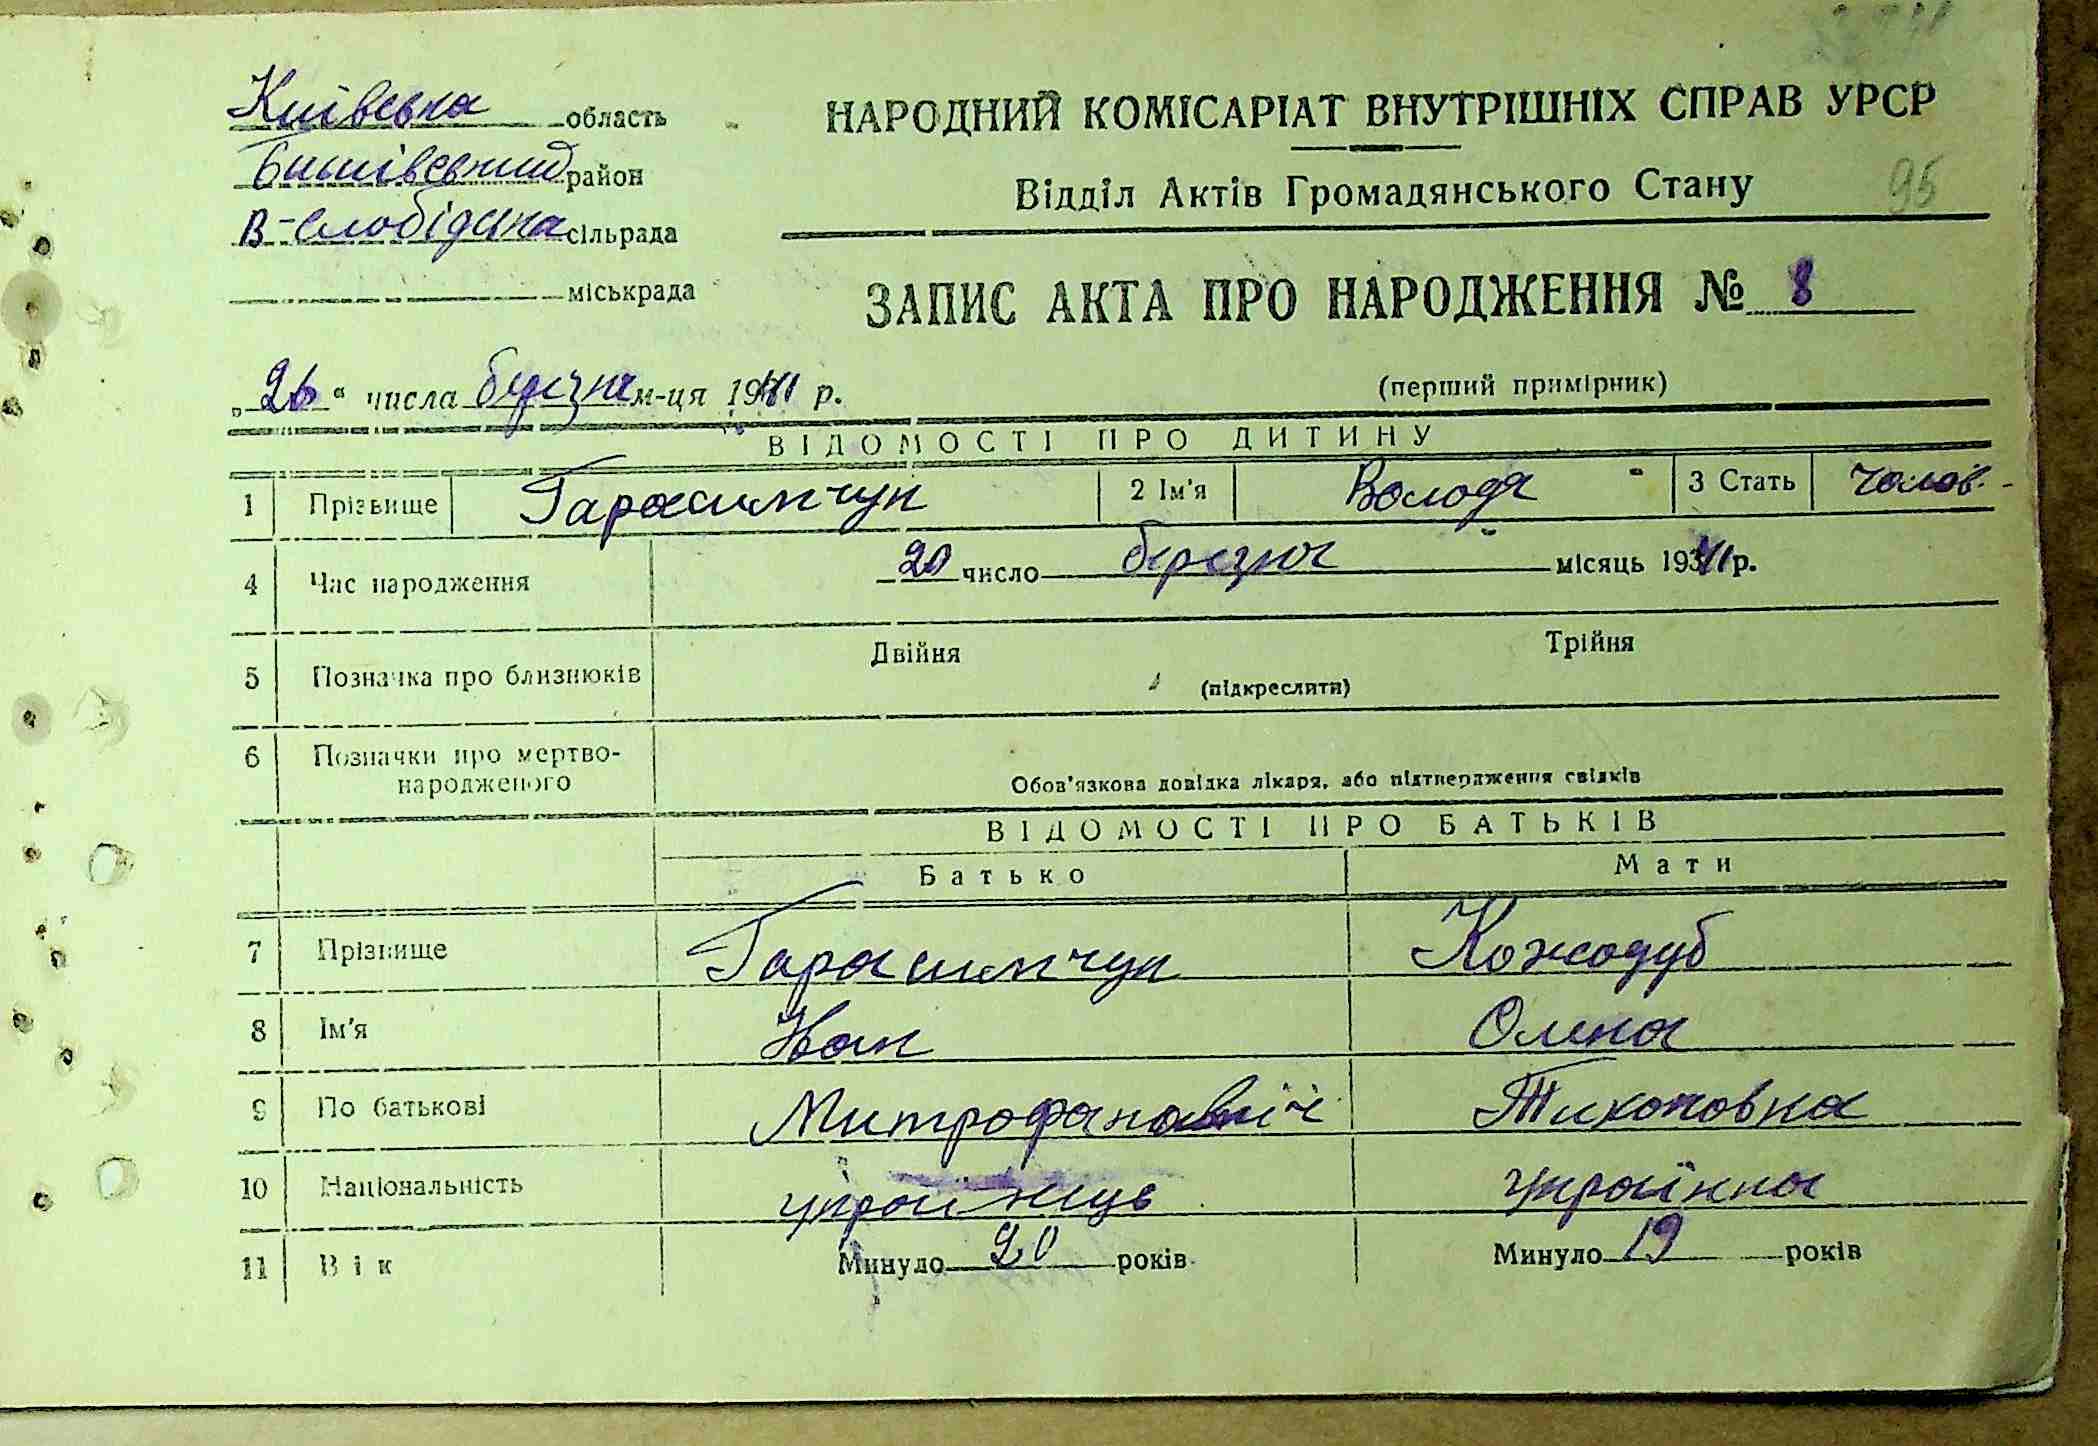 Київська область
Бишівський район
В-Слобідська сільрада
міськрада
НАРОДНИЙ КОМІСАРІАТ ВНУТРІШНІХ СПРАВ УРСР
Відділ Актів Громадянського Стану
95
ЗАПИС АКТА ПРО НАРОДЖЕННЯ № 8
„26“ числа березня м-ця 1941 р.
(перший примірник)
ВІДОМОСТІ ПРО ДИТИНУ
1 Прізвище Гарасимчук 2 Ім'я Володя 3 Стать чолов.
4 Час народження 20 число березня місяць 1941 р.
5 Позначка про близнюків Двійня Трійня
(підкреслити)
6 Позначки про мертво-
народженого Обов'язкова довідка лікаря, або підтвердження свідків
ВІДОМОСТІ ПРО БАТЬКІВ
Батько Мати
7 Прізвище Гарасимчук Кожодуб
8 Ім'я Іван Олена
9 По батькові Митрофанович Тихоновна
10 Національність українець українка
11 Вік Минуло 20 років Минуло 19 років